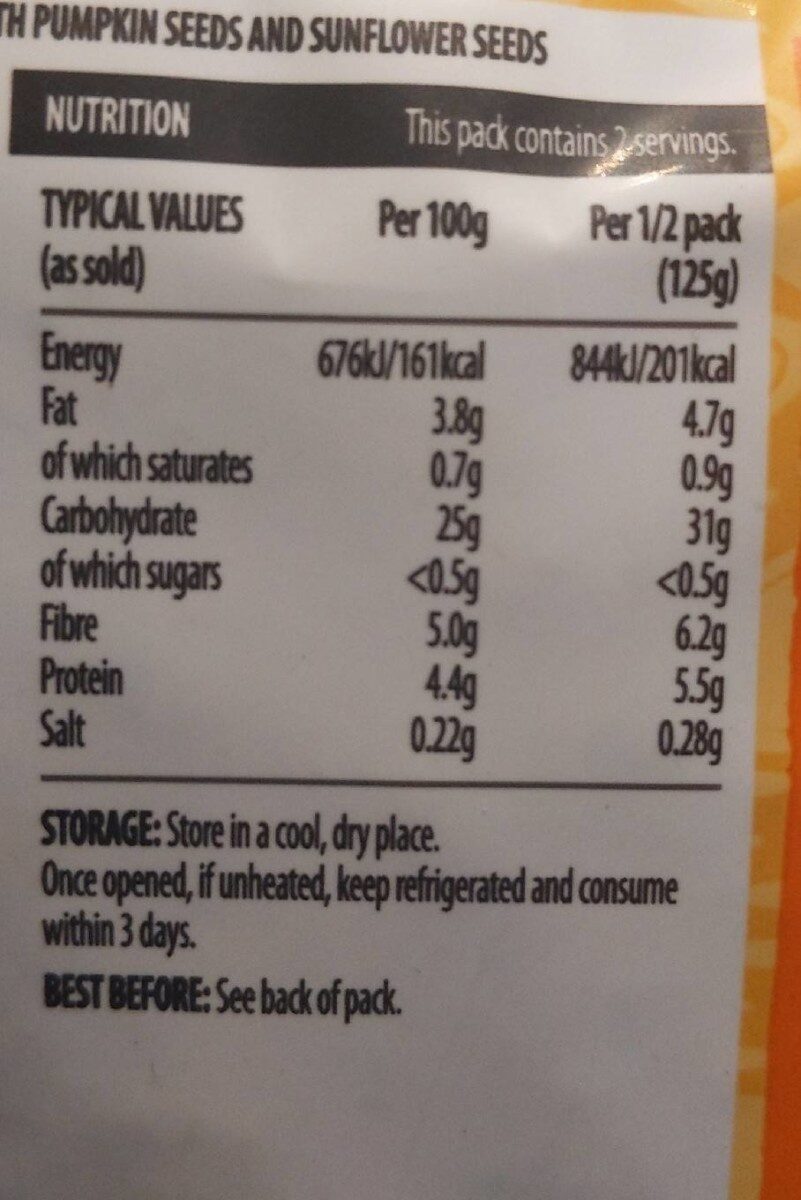 TH PUMPKIN SEEDS AND SUNFLOWER SEEDS
NUTRITION This pack contains 2 servings.
TYPICAL VALUES Per 100g Per 1/2 pack
(as sold) (125g)
Energy 676kJ/161kcal 844kJ/201kcal
Fat 3.8g 4.7g
of which saturates 0.7g 0.9g
Carbohydrate 25g 31g
of which sugars <0.5g <0.5g
Fibre 5.0g 6.2g
Protein 4.4g 5.5g
Salt 0.22g 0.28g
STORAGE: Store in a cool, dry place.
Once opened, if unheated, keep refrigerated and consume
within 3 days.
BEST BEFORE: See back of pack.